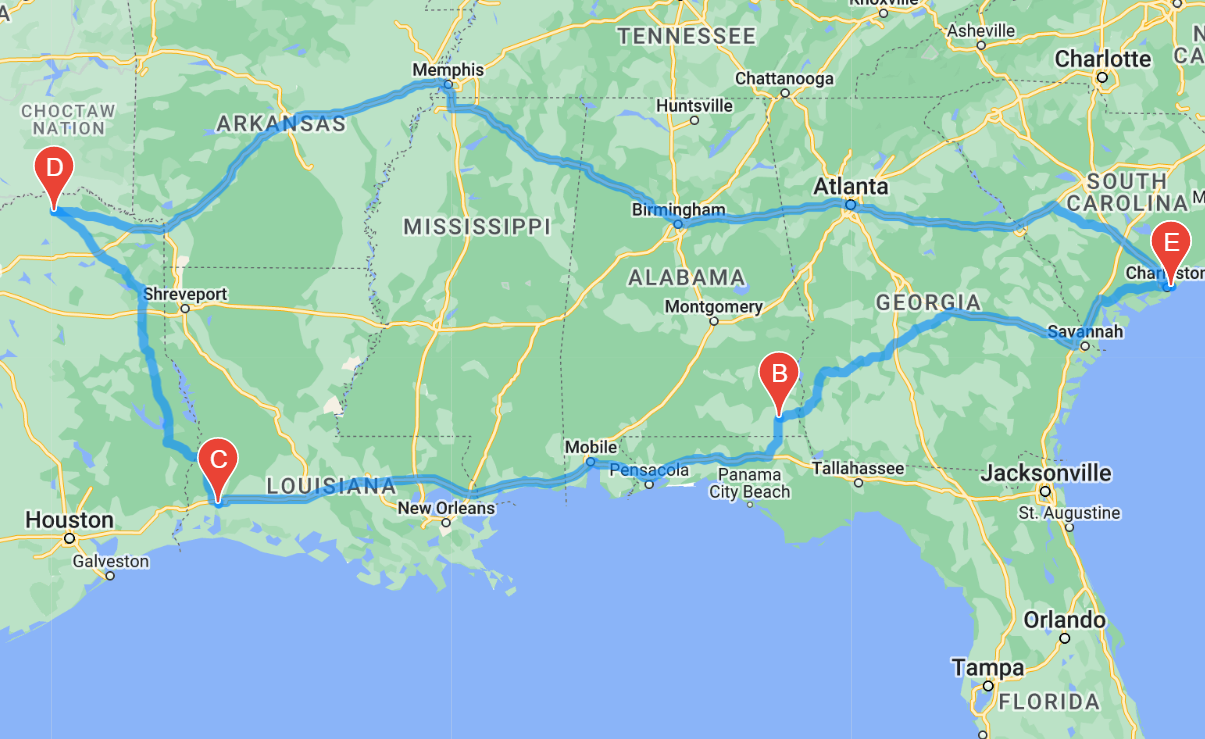 Knoxville
Asheville
TENNESSEE
N
CA
Charlotte
Memphis
Chattanooga
CHOCTAW
NATION
Huntsville
ARKANSAS
D
Atlanta
SOUTH
CAROLINA
M
Birmingham
MISSISSIPPI
E
Charleston
ALABAMA
Shreveport
Montgomery
GEORGIA
Savannah
B
C
Mobile
Pensacola
Panama
City Beach
Tallahassee
Jacksonville
LOUISIANA
New Orleans
St. Augustine
Houston
Galveston
Orlando
Tampa
FLORIDA